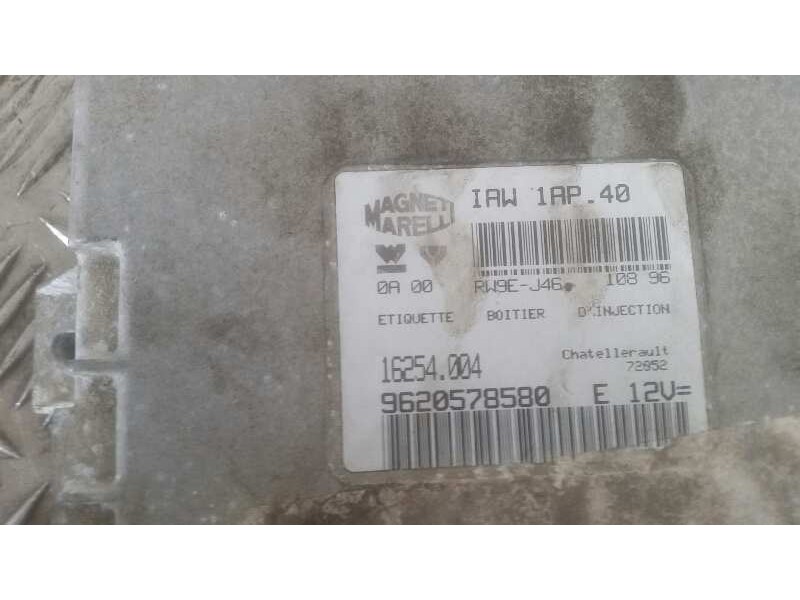 MAGNETI
MARELLI
IAW 1AP.40
0A 00 RW9E-J46 108 96
ETIQUETTE BOITIER D'INJECTION
16254.004
Chatellerault
72852
9620578580 E 12V=